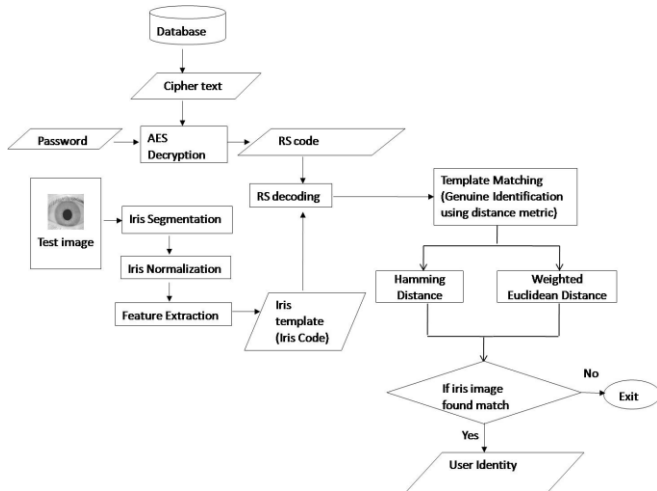 Database
Cipher text
Password
AES
Decryption
RS code
Test image
Iris Segmentation
RS decoding
Template Matching
(Genuine Identification
using distance metric)
Iris Normalization
Feature Extraction
Iris
template
(Iris Code)
Hamming
Distance
Weighted
Euclidean Distance
If iris image
found match
No
Exit
Yes
User Identity